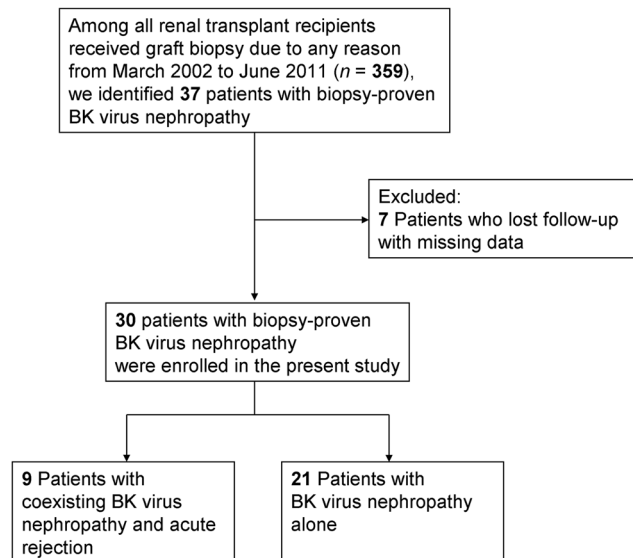 Among all renal transplant recipients
received graft biopsy due to any reason
from March 2002 to June 2011 (n = 359),
we identified 37 patients with biopsy-proven
BK virus nephropathy
Excluded:
7 Patients who lost follow-up
with missing data
30 patients with biopsy-proven
BK virus nephropathy
were enrolled in the present study
9 Patients with
coexisting BK virus
nephropathy and acute
rejection
21 Patients with
BK virus nephropathy
alone